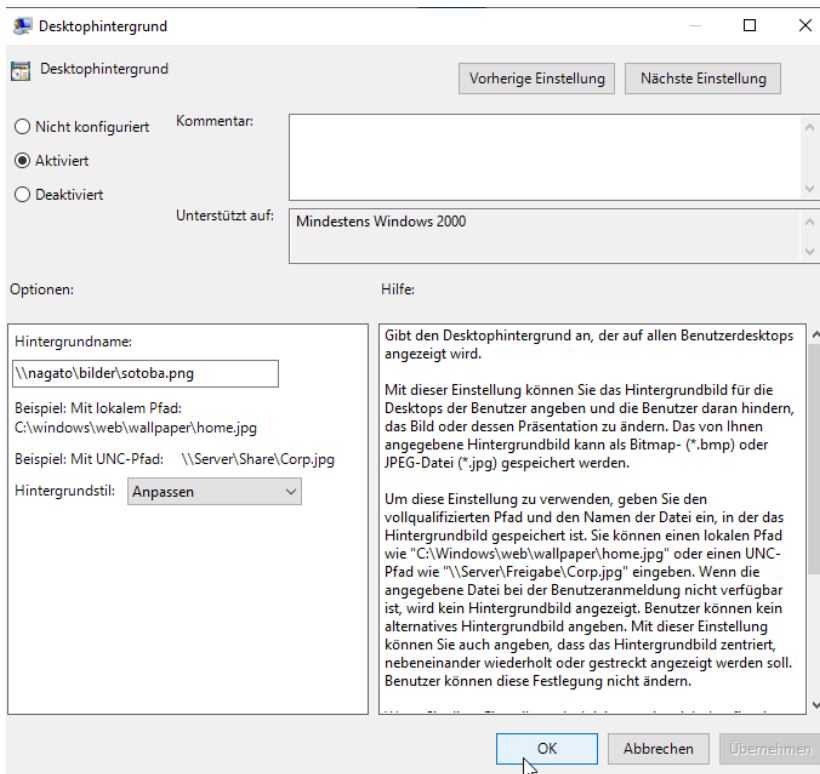 Desktophintergrund
Desktophintergrund
Vorherige Einstellung
Nächste Einstellung
Nicht konfiguriert
Aktiviert
Deaktiviert
Kommentar:
Unterstützt auf:
Mindestens Windows 2000
Optionen:
Hilfe:
Hintergrundname:
\\nagato\bilder\sotoba.png
Beispiel: Mit lokalem Pfad:
C:\windows\web\wallpaper\home.jpg
Beispiel: Mit UNC-Pfad: \\Server\Share\Corp.jpg
Hintergrundstil: Anpassen
Gibt den Desktophintergrund an, der auf allen Benutzerdesktops
angezeigt wird.
Mit dieser Einstellung können Sie das Hintergrundbild für die
Desktops der Benutzer angeben und die Benutzer daran hindern,
das Bild oder dessen Präsentation zu ändern. Das von Ihnen
angegebene Hintergrundbild kann als Bitmap- (*.bmp) oder
JPEG-Datei (*.jpg) gespeichert werden.
Um diese Einstellung zu verwenden, geben Sie den
vollqualifizierten Pfad und den Namen der Datei ein, in der das
Hintergrundbild gespeichert ist. Sie können einen lokalen Pfad
wie "C:\Windows\web\wallpaper\home.jpg" oder einen UNC-
Pfad wie "\\Server\Freigabe\Corp.jpg" eingeben. Wenn die
angegebene Datei bei der Benutzeranmeldung nicht verfügbar
ist, wird kein Hintergrundbild angezeigt. Benutzer können kein
alternatives Hintergrundbild angeben. Mit dieser Einstellung
können Sie auch angeben, dass das Hintergrundbild zentriert,
nebeneinander wiederholt oder gestreckt angezeigt werden soll.
Benutzer können diese Festlegung nicht ändern.
OK
Abbrechen
Übernehmen